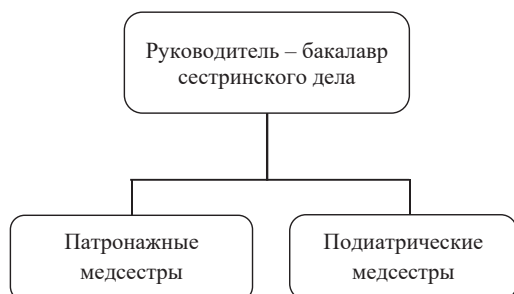 Руководитель – бакалавр
сестринского дела
Патронажные
медсестры
Подиатрические
медсестры